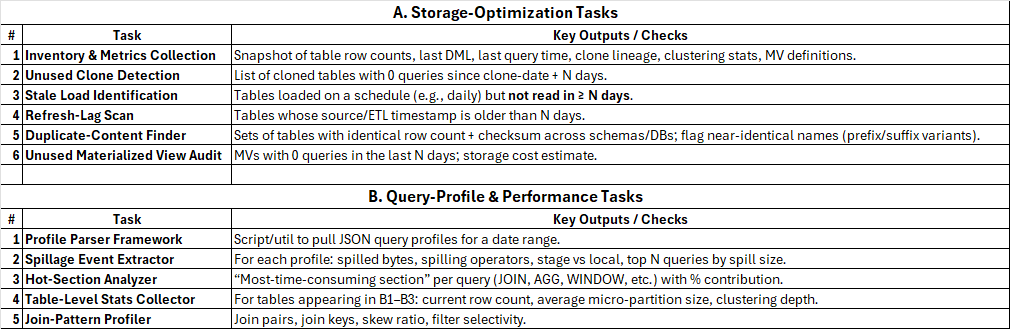 A. Storage-Optimization Tasks
# Task Key Outputs / Checks
1 Inventory & Metrics Collection Snapshot of table row counts, last DML, last query time, clone lineage, clustering stats, MV definitions.
2 Unused Clone Detection List of cloned tables with 0 queries since clone-date + N days.
3 Stale Load Identification Tables loaded on a schedule (e.g., daily) but not read in ≥ N days.
4 Refresh-Lag Scan Tables whose source/ETL timestamp is older than N days.
5 Duplicate-Content Finder Sets of tables with identical row count + checksum across schemas/DBs; flag near-identical names (prefix/suffix variants).
6 Unused Materialized View Audit MVs with 0 queries in the last N days; storage cost estimate.
B. Query-Profile & Performance Tasks
# Task Key Outputs / Checks
1 Profile Parser Framework Script/util to pull JSON query profiles for a date range.
2 Spillage Event Extractor For each profile: spilled bytes, spilling operators, stage vs local, top N queries by spill size.
3 Hot-Section Analyzer “Most-time-consuming section” per query (JOIN, AGG, WINDOW, etc.) with % contribution.
4 Table-Level Stats Collector For tables appearing in B1–B3: current row count, average micro-partition size, clustering depth.
5 Join-Pattern Profiler Join pairs, join keys, skew ratio, filter selectivity.